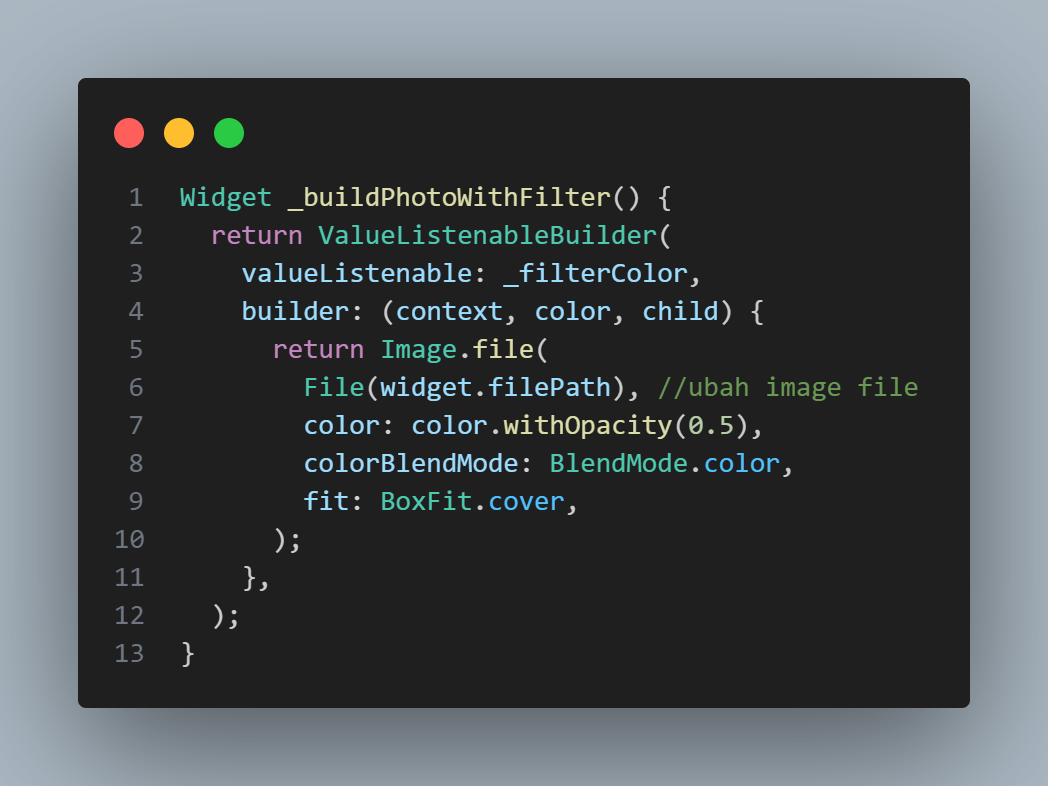 1 Widget _buildPhotoWithFilter() {
2   return ValueListenableBuilder(
3     valueListenable: _filterColor,
4     builder: (context, color, child) {
5       return Image.file(
6         File(widget.filePath), //ubah image file
7         color: color.withOpacity(0.5),
8         colorBlendMode: BlendMode.color,
9         fit: BoxFit.cover,
10       );
11     },
12   );
13 }